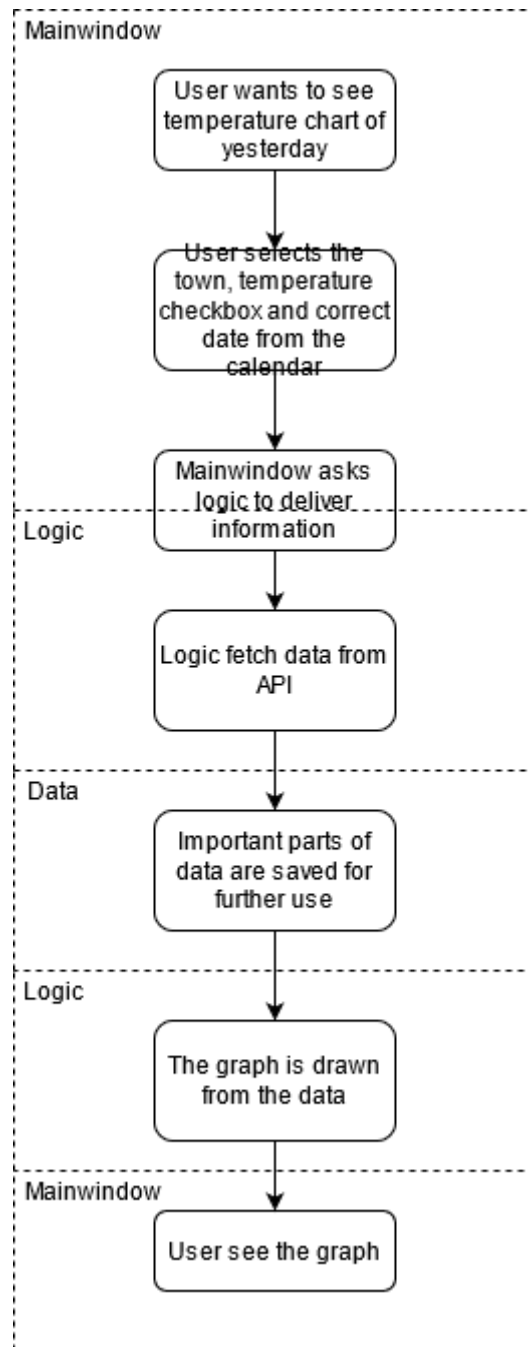 Mainwindow
User wants to see
temperature chart of
yesterday
User selects the
town, temperature
checkbox and correct
date from the
calendar
Mainwindow asks
logic to deliver
information
Logic
Logic fetch data from
API
Data
Important parts of
data are saved for
further use
Logic
The graph is drawn
from the data
Mainwindow
User see the graph